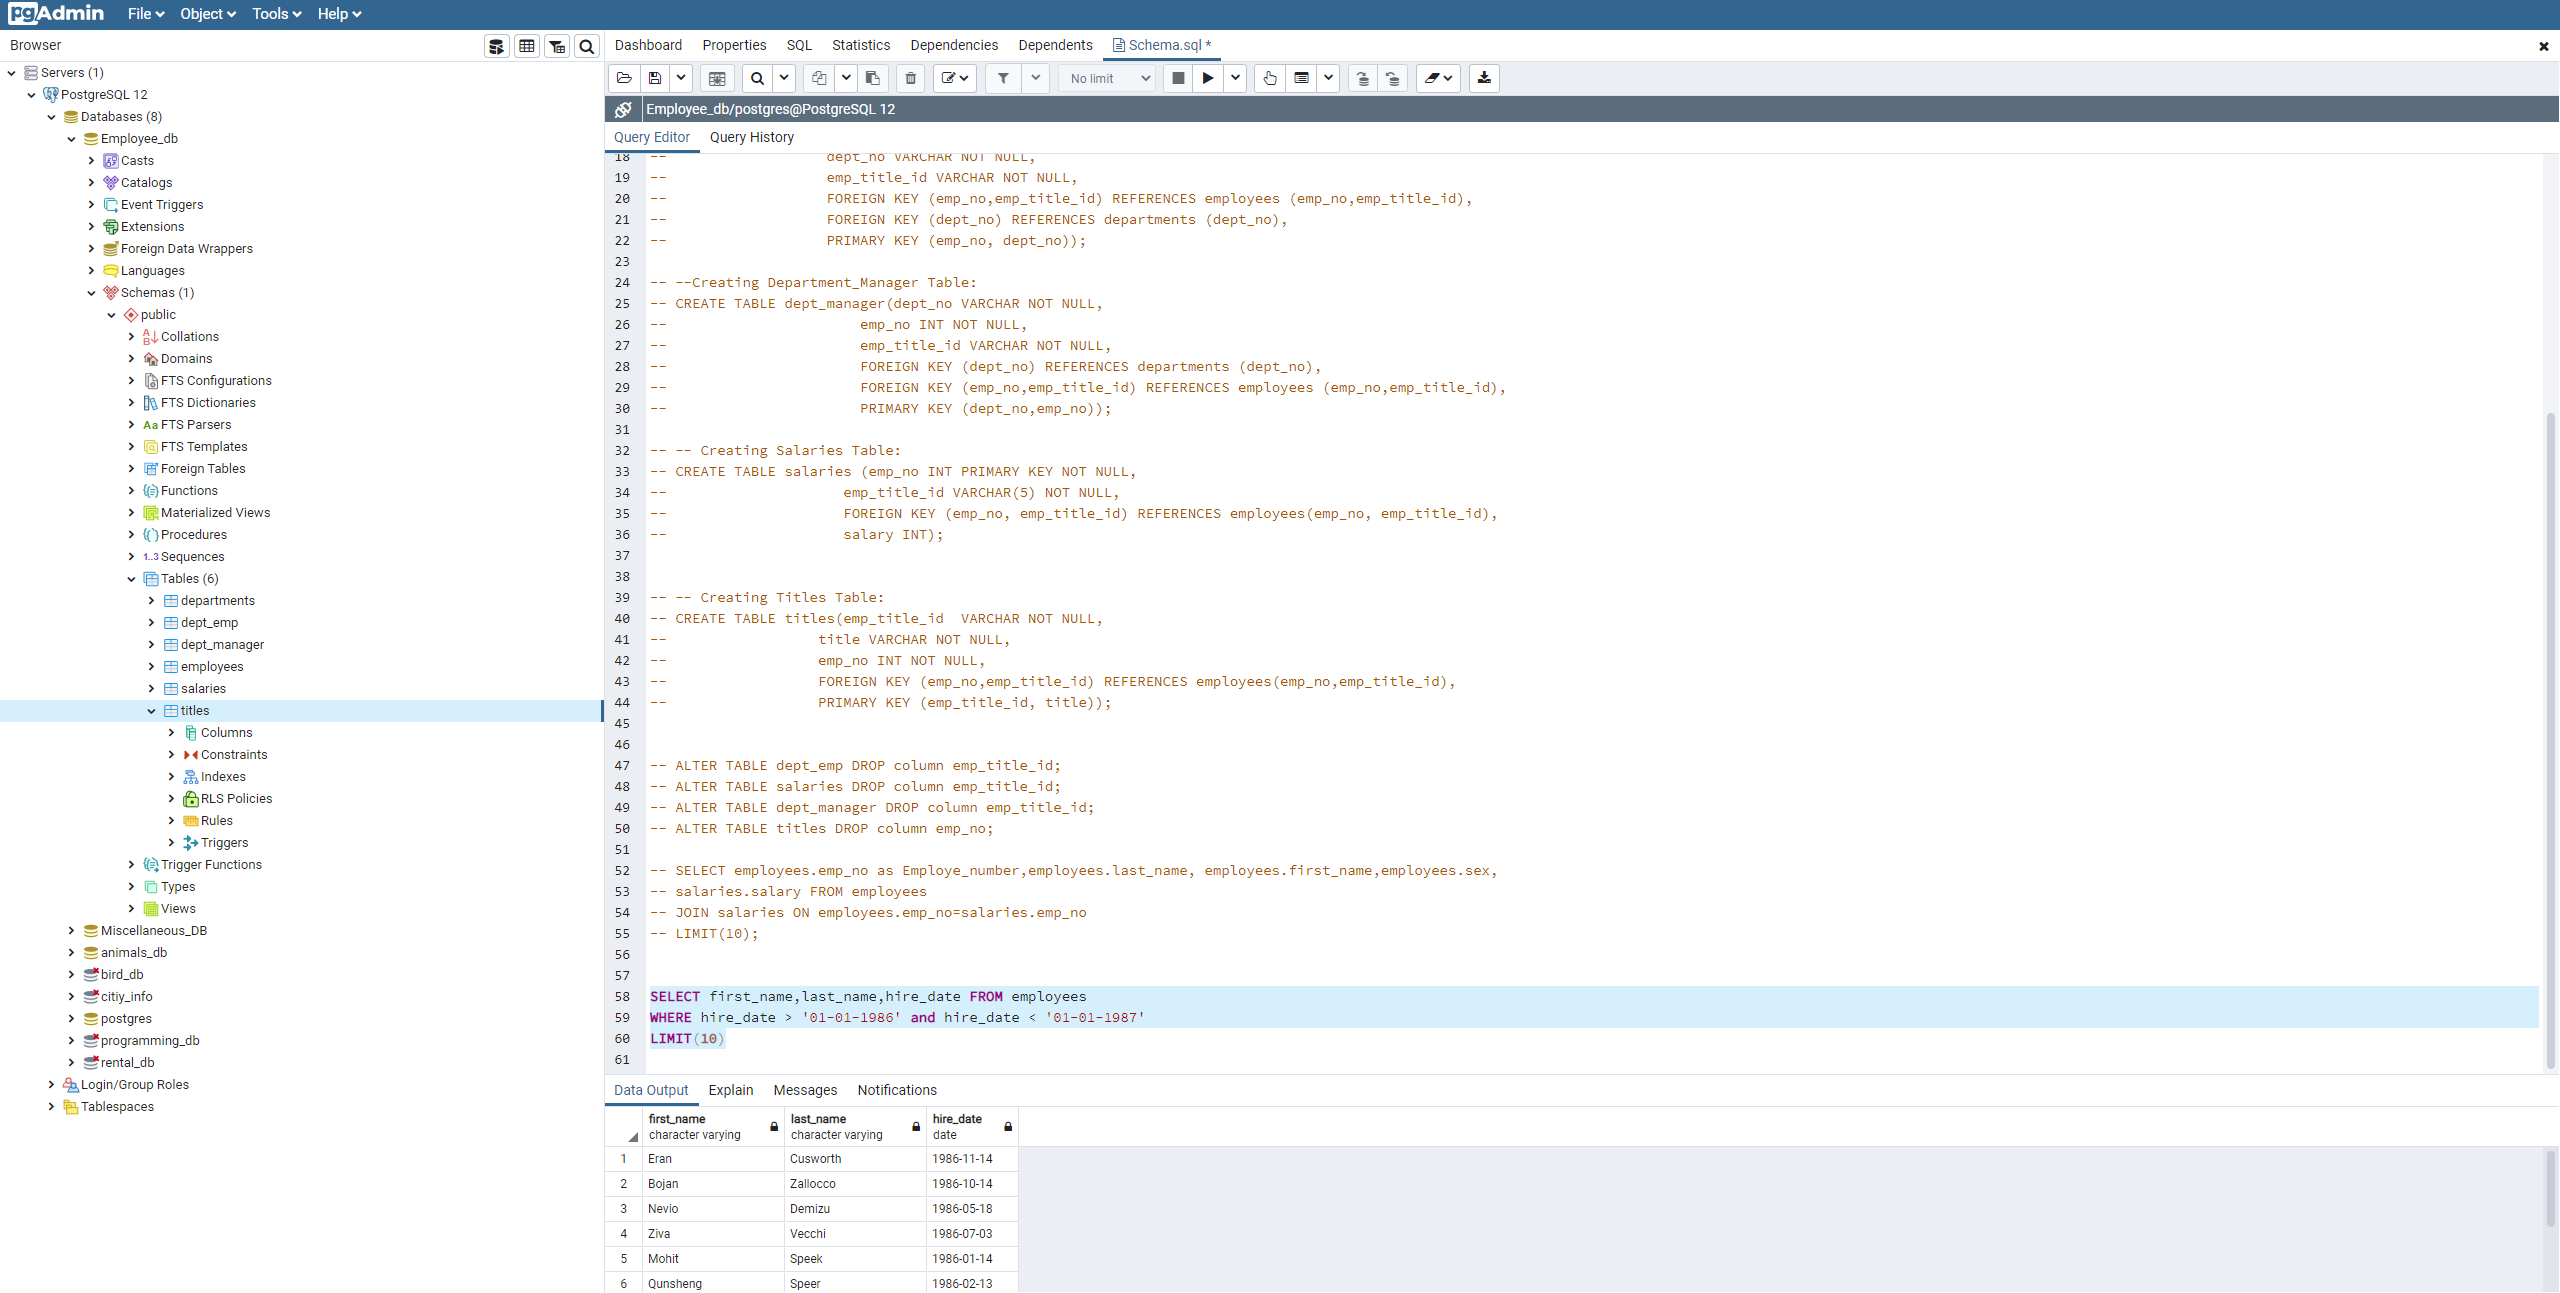 pgAdmin File Object Tools Help
Browser
Servers (1)
PostgreSQL 12
Databases (8)
Employee_db
Casts
Catalogs
Event Triggers
Extensions
Foreign Data Wrappers
Languages
Schemas (1)
public
Collations
Domains
FTS Configurations
FTS Dictionaries
Aa FTS Parsers
FTS Templates
Foreign Tables
Functions
Materialized Views
Procedures
1..3 Sequences
Tables (6)
departments
dept_emp
dept_manager
employees
salaries
titles
Columns
Constraints
Indexes
RLS Policies
Rules
Triggers
Trigger Functions
Types
Views
Miscellaneous_DB
animals_db
bird_db
citiy_info
postgres
programming_db
rental_db
Login/Group Roles
Tablespaces
Dashboard Properties SQL Statistics Dependencies Dependents Schema.sql *
No limit
Employee_db/postgres@PostgreSQL 12
Query Editor Query History
18 -- dept_no VARCHAR NOT NULL,
19 -- emp_title_id VARCHAR NOT NULL,
20 -- FOREIGN KEY (emp_no,emp_title_id) REFERENCES employees (emp_no,emp_title_id),
21 -- FOREIGN KEY (dept_no) REFERENCES departments (dept_no),
22 -- PRIMARY KEY (emp_no, dept_no));
23
24 -- --Creating Department_Manager Table:
25 -- CREATE TABLE dept_manager(dept_no VARCHAR NOT NULL,
26 -- emp_no INT NOT NULL,
27 -- emp_title_id VARCHAR NOT NULL,
28 -- FOREIGN KEY (dept_no) REFERENCES departments (dept_no),
29 -- FOREIGN KEY (emp_no,emp_title_id) REFERENCES employees (emp_no,emp_title_id),
30 -- PRIMARY KEY (dept_no,emp_no));
31
32 -- -- Creating Salaries Table:
33 -- CREATE TABLE salaries (emp_no INT PRIMARY KEY NOT NULL,
34 -- emp_title_id VARCHAR(5) NOT NULL,
35 -- FOREIGN KEY (emp_no, emp_title_id) REFERENCES employees(emp_no, emp_title_id),
36 -- salary INT);
37
38
39 -- -- Creating Titles Table:
40 -- CREATE TABLE titles(emp_title_id  VARCHAR NOT NULL,
41 -- title VARCHAR NOT NULL,
42 -- emp_no INT NOT NULL,
43 -- FOREIGN KEY (emp_no,emp_title_id) REFERENCES employees(emp_no,emp_title_id),
44 -- PRIMARY KEY (emp_title_id, title));
45
46
47 -- ALTER TABLE dept_emp DROP column emp_title_id;
48 -- ALTER TABLE salaries DROP column emp_title_id;
49 -- ALTER TABLE dept_manager DROP column emp_title_id;
50 -- ALTER TABLE titles DROP column emp_no;
51
52 -- SELECT employees.emp_no as Employe_number,employees.last_name, employees.first_name,employees.sex,
53 -- salaries.salary FROM employees
54 -- JOIN salaries ON employees.emp_no=salaries.emp_no
55 -- LIMIT(10);
56
57
58 SELECT first_name,last_name,hire_date FROM employees
59 WHERE hire_date > '01-01-1986' and hire_date < '01-01-1987'
60 LIMIT(10)
61
Data Output Explain Messages Notifications
first_name last_name hire_date
character varying character varying date
1 Eran Cusworth 1986-11-14
2 Bojan Zallocco 1986-10-14
3 Nevio Demizu 1986-05-18
4 Ziva Vecchi 1986-07-03
5 Mohit Speek 1986-01-14
6 Qunsheng Speer 1986-02-13